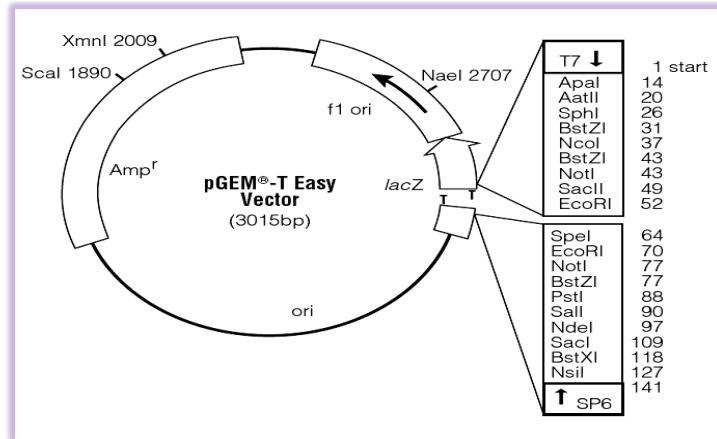 XmnI 2009
ScaI 1890
NaeI 2707
f1 ori
Ampʳ
pGEM®-T Easy
Vector
(3015bp)
lacZ
T
T
ori
T7 ↓
1 start
ApaI 14
AatII 20
SphI 26
BstZI 31
NcoI 37
BstZI 43
NotI 43
SacII 49
EcoRI 52
SpeI 64
EcoRI 70
NotI 77
BstZI 77
PstI 88
SalI 90
NdeI 97
SacI 109
BstXI 118
NsiI 127
141
↑ SP6